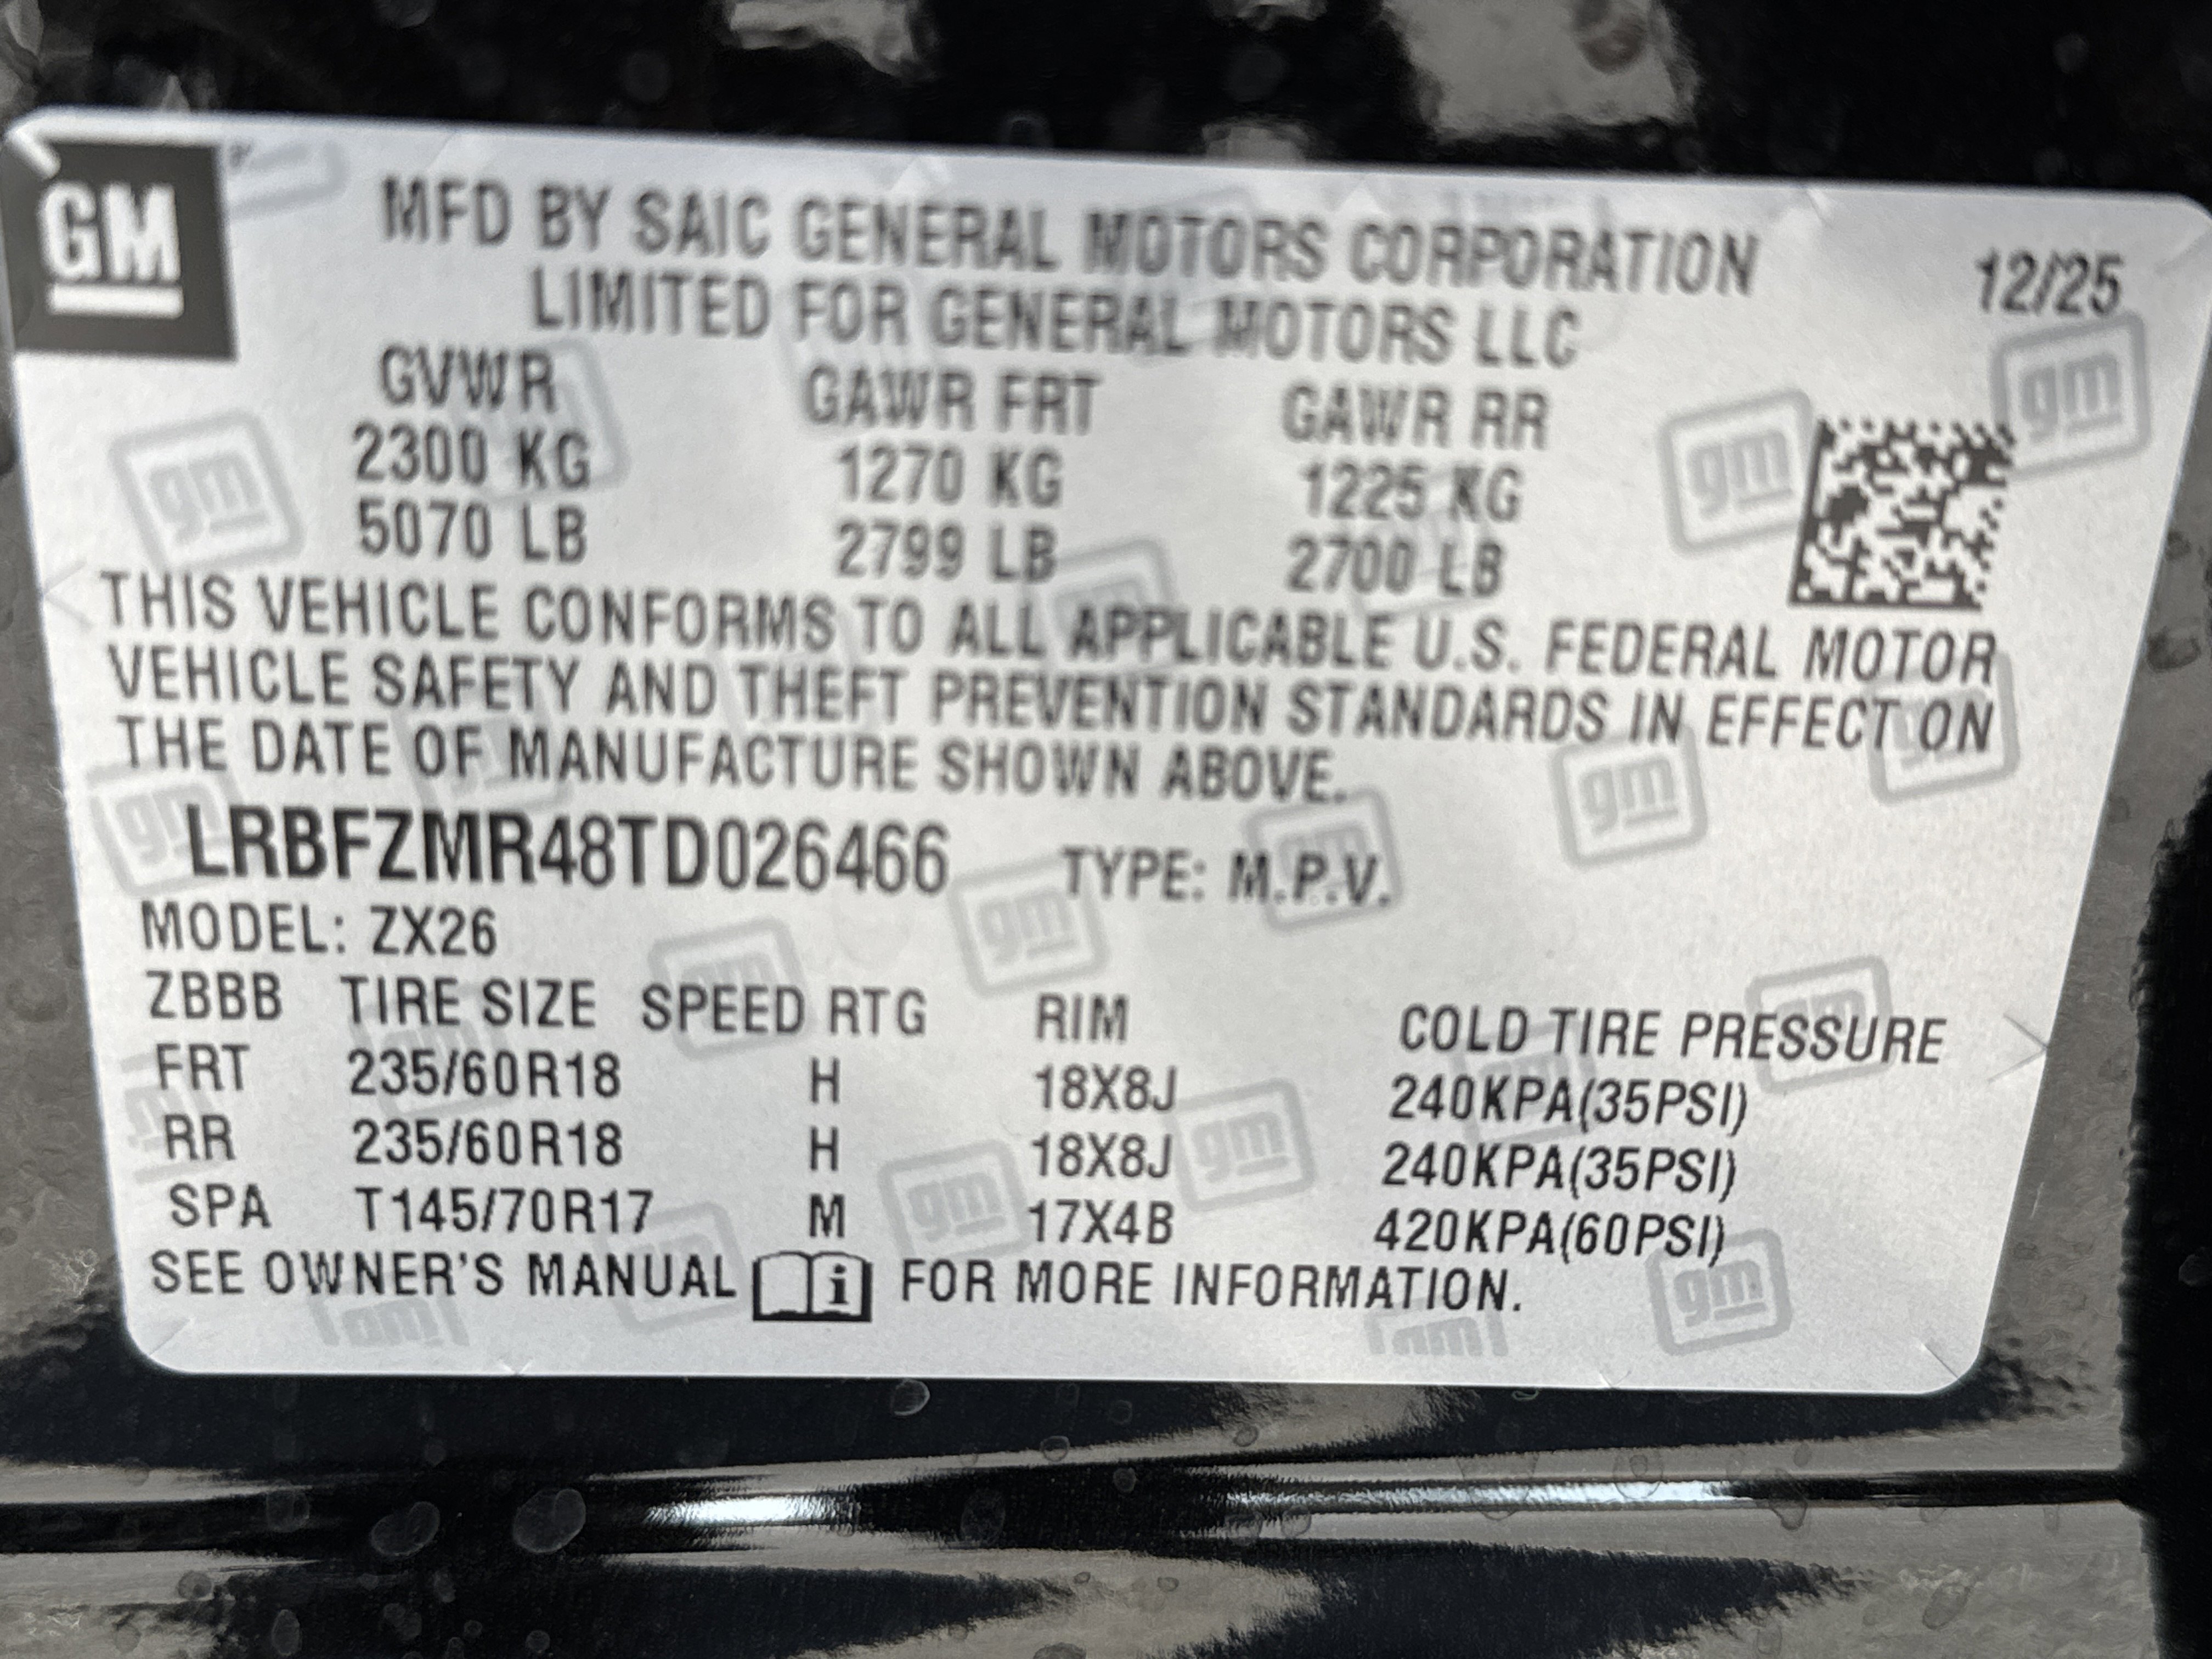 GM
MFD BY SAIC GENERAL MOTORS CORPORATION
LIMITED FOR GENERAL MOTORS LLC
12/25
GVWR GAWR FRT GAWR RR
2300 KG 1270 KG 1225 KG
5070 LB 2799 LB 2700 LB
THIS VEHICLE CONFORMS TO ALL APPLICABLE U.S. FEDERAL MOTOR
VEHICLE SAFETY AND THEFT PREVENTION STANDARDS IN EFFECT ON
THE DATE OF MANUFACTURE SHOWN ABOVE.
LRBFZMR48TD026466 TYPE: M.P.V.
MODEL: ZX26
ZBBB TIRE SIZE SPEED RTG RIM COLD TIRE PRESSURE
FRT 235/60R18 H 18X8J 240KPA(35PSI)
RR 235/60R18 H 18X8J 240KPA(35PSI)
SPA T145/70R17 M 17X4B 420KPA(60PSI)
SEE OWNER'S MANUAL i FOR MORE INFORMATION.